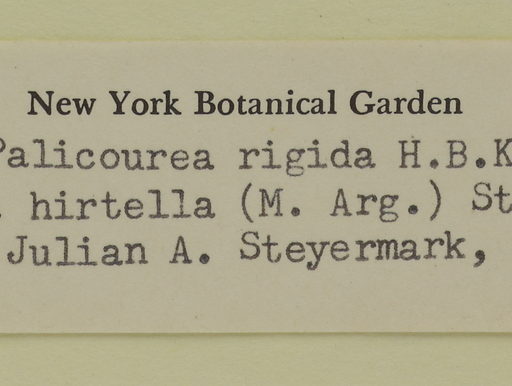 New York Botanical Garden
Palicourea rigida H.B.K
. hirtella (M. Arg.) St
Julian A. Steyermark,